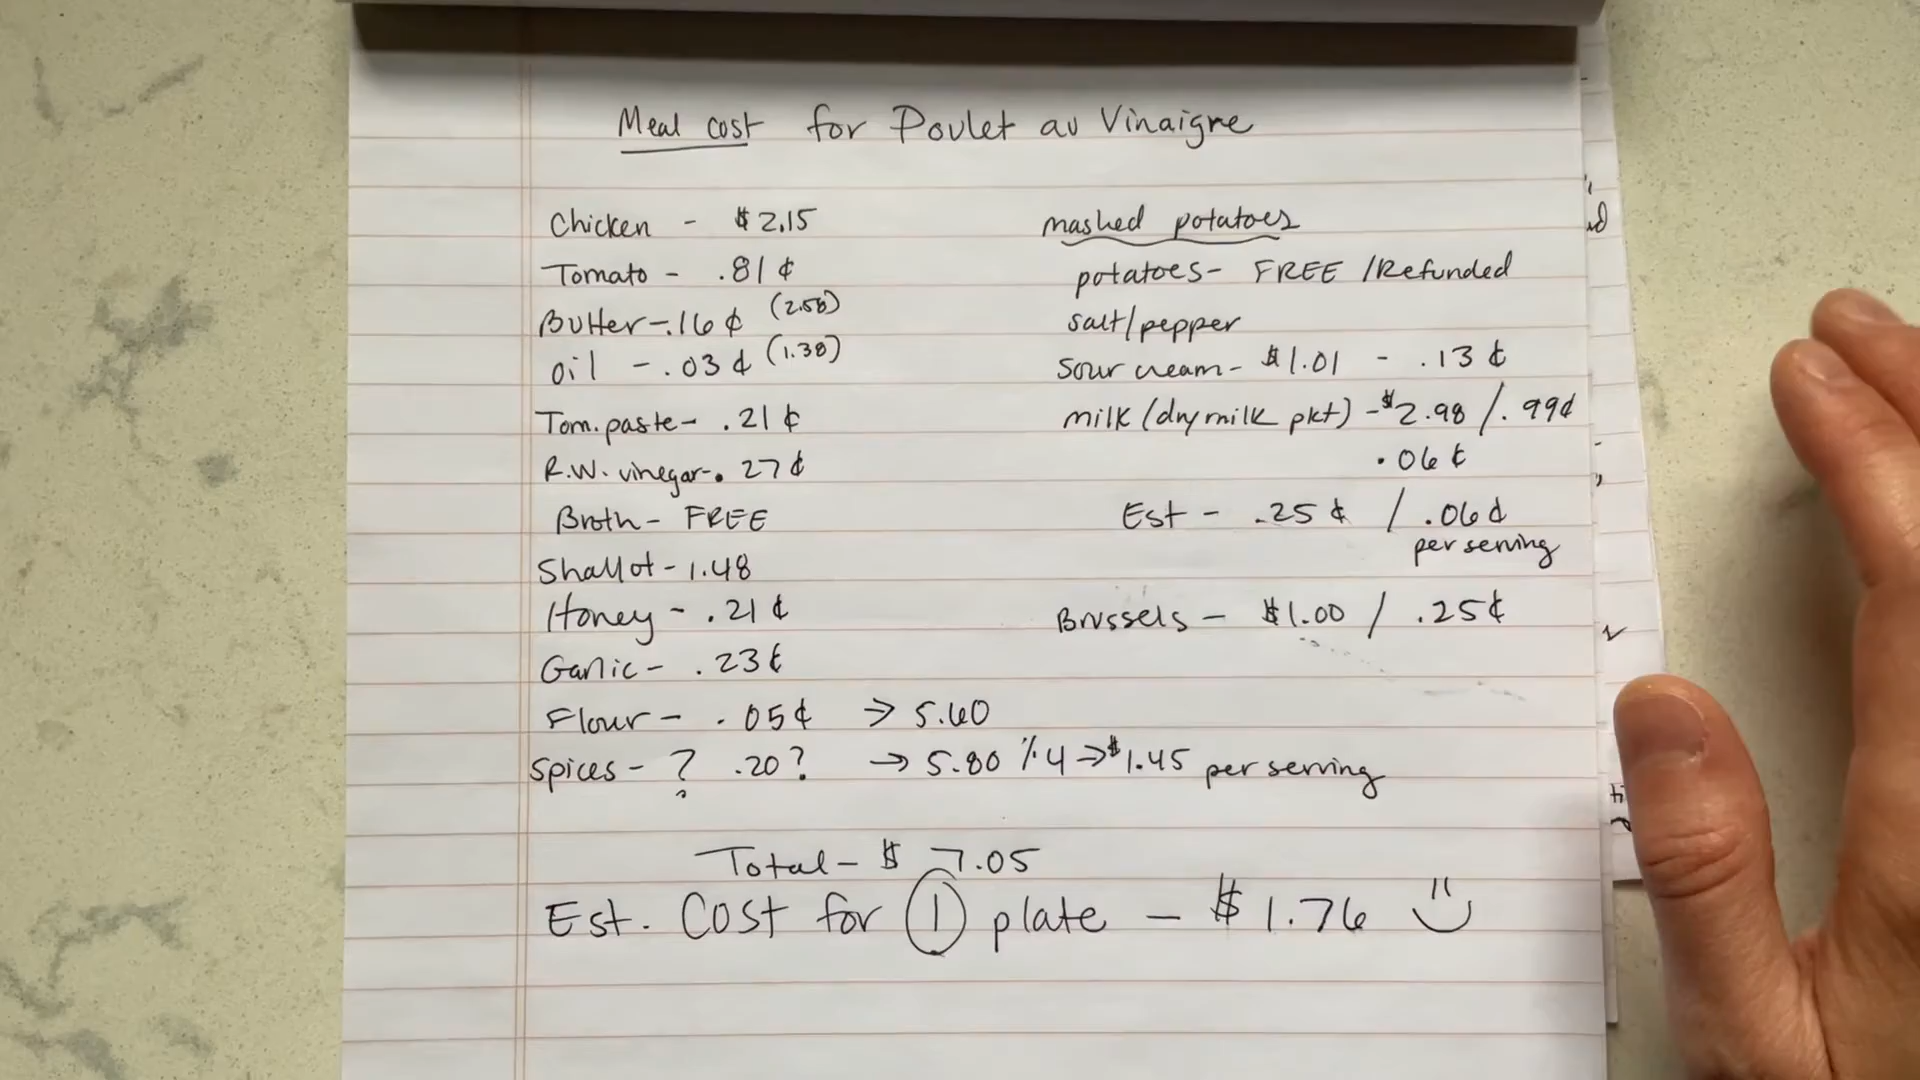 Meal cost for Poulet au Vinaigre
Chicken - $2.15
Tomato - .81¢
Butter - .16¢ (2.58)
oil - .03¢ (1.38)
Tom. paste - .21¢
R.W. vinegar - .27¢
Broth - FREE
Shallot - 1.48
Honey - .21¢
Garlic - .23¢
Flour - .05¢ → 5.60
spices - ? .20? → 5.80 ٪ 4 → $1.45 per serving
mashed potatoes
potatoes - FREE / Refunded
salt/pepper
sour cream - $1.01 - .13¢
milk (dry milk pkt) - $2.98 / .99¢
.06¢
Est - .25¢ / .06¢
per serving
Brussels - $1.00 / .25¢
Total - $ 7.05
Est. Cost for 1 plate - $1.76